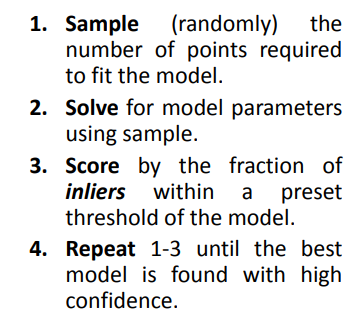 1. Sample (randomly) the
number of points required
to fit the model.
2. Solve for model parameters
using sample.
3. Score by the fraction of
inliers within a preset
threshold of the model.
4. Repeat 1-3 until the best
model is found with high
confidence.